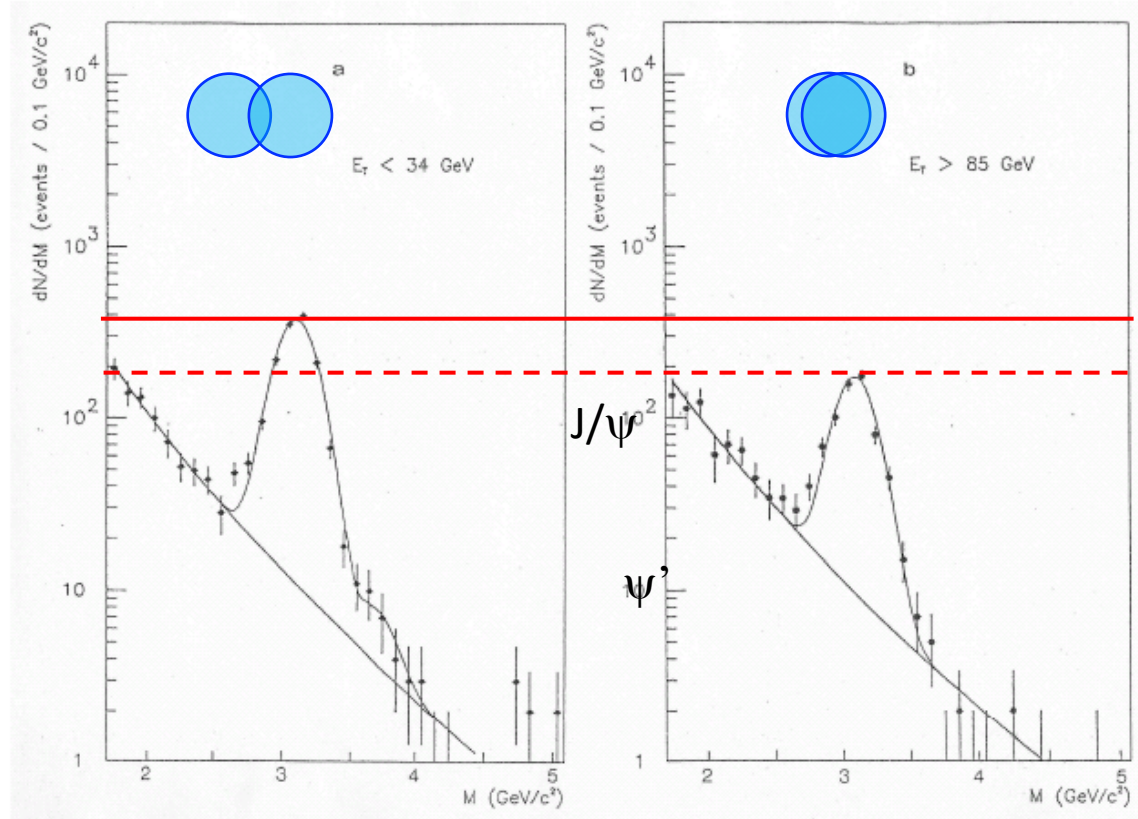 dN/dM (events / 0.1 GeV/c²)
10⁴
10³
10²
10
1
a
E_T < 34 GeV
2
3
4
5
M (GeV/c²)
J/ψ
ψ’
dN/dM (events / 0.1 GeV/c²)
10⁴
10³
10²
10
1
b
E_T > 85 GeV
2
3
4
5
M (GeV/c²)